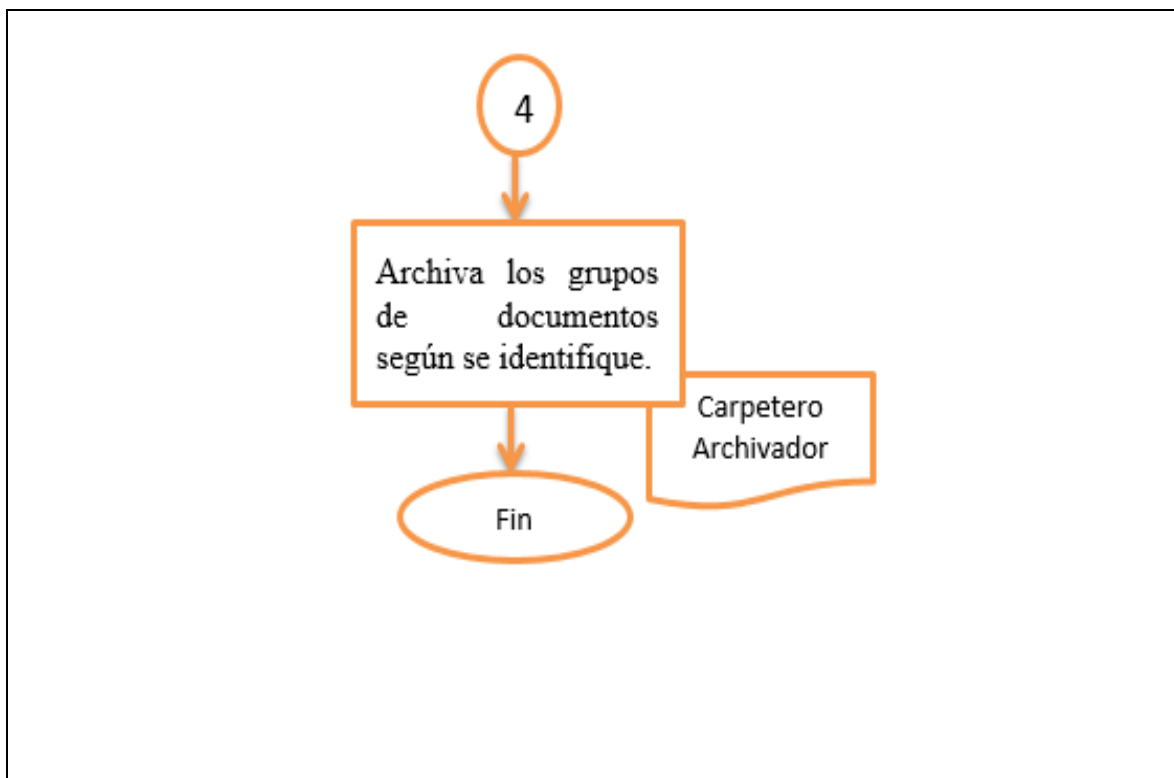 4
Archiva los grupos
de documentos
según se identifique.
Carpetero
Archivador
Fin